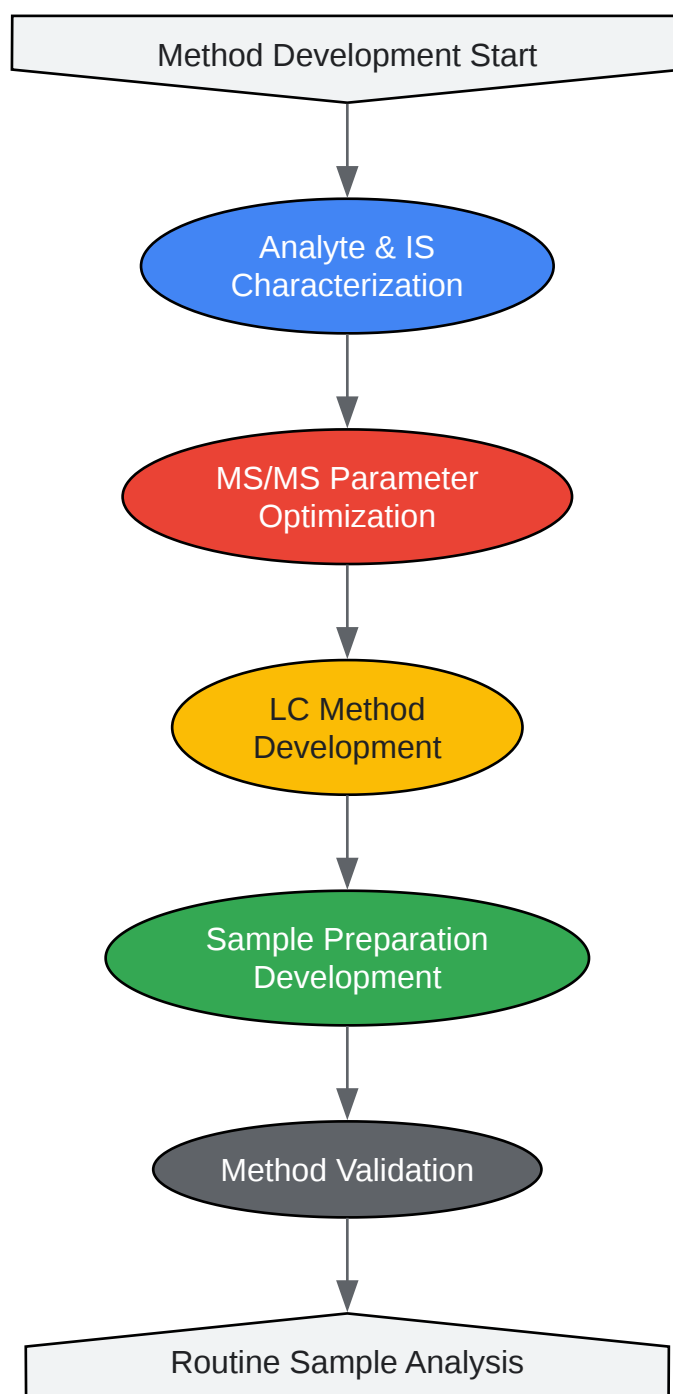 Method Development Start
Analyte & IS
Characterization
MS/MS Parameter
Optimization
LC Method
Development
Sample Preparation
Development
Method Validation
Routine Sample Analysis